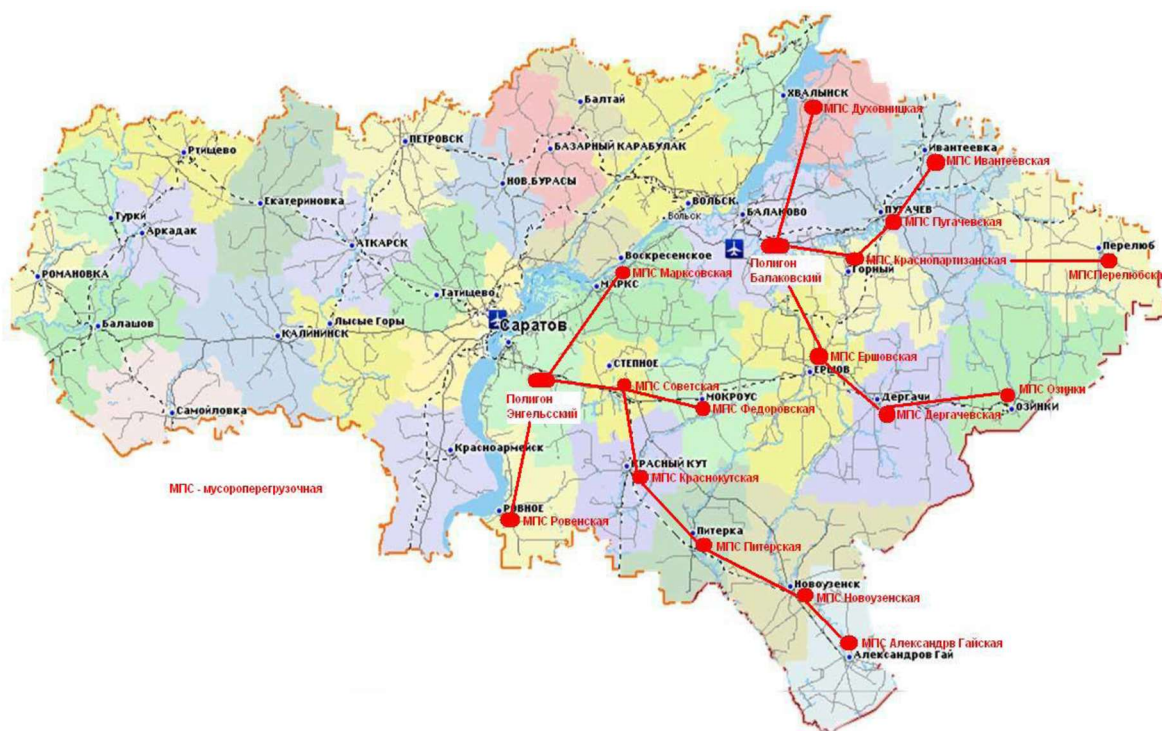 ХВАЛЫНСК
Балтай
МПС Духовницкая
ПЕТРОВСК
Ртищево
БАЗАРНЫЙ КАРАБУЛАК
Ивантеевка
МПС Ивантеевская
НОВ.БУРАСЫ
Екатериновка
ВОЛЬСК
Вольск
БАЛАКОВО
ПУГАЧЕВ
МПС Пугачевская
Турки
Аркадак
АТКАРСК
Перелюб
Воскресенское
Полигон
Балаковский
МПС Краснопартизанская
Горный
МПСПерелюбская
РОМАНОВКА
МПС Марксовская
МАРКС
Татищево
Балашов
Лысые Горы
КАЛИНИНСК
Саратов
СТЕПНОЕ
МПС Ершовская
ЕРШОВ
МПС Советская
МОКРОУС
МПС Федоровская
Дергачи
МПС Дергачевская
МПС Озинки
ОЗИНКИ
Полигон
Энгельсский
Самойловка
Красноармейск
КРАСНЫЙ КУТ
МПС Краснокутская
МПС - мусороперегрузочная
РОВНОЕ
МПС Ровенская
Питерка
МПС Питерская
Новоузенск
МПС Новоузенская
МПС Александрв Гайская
Александров Гай